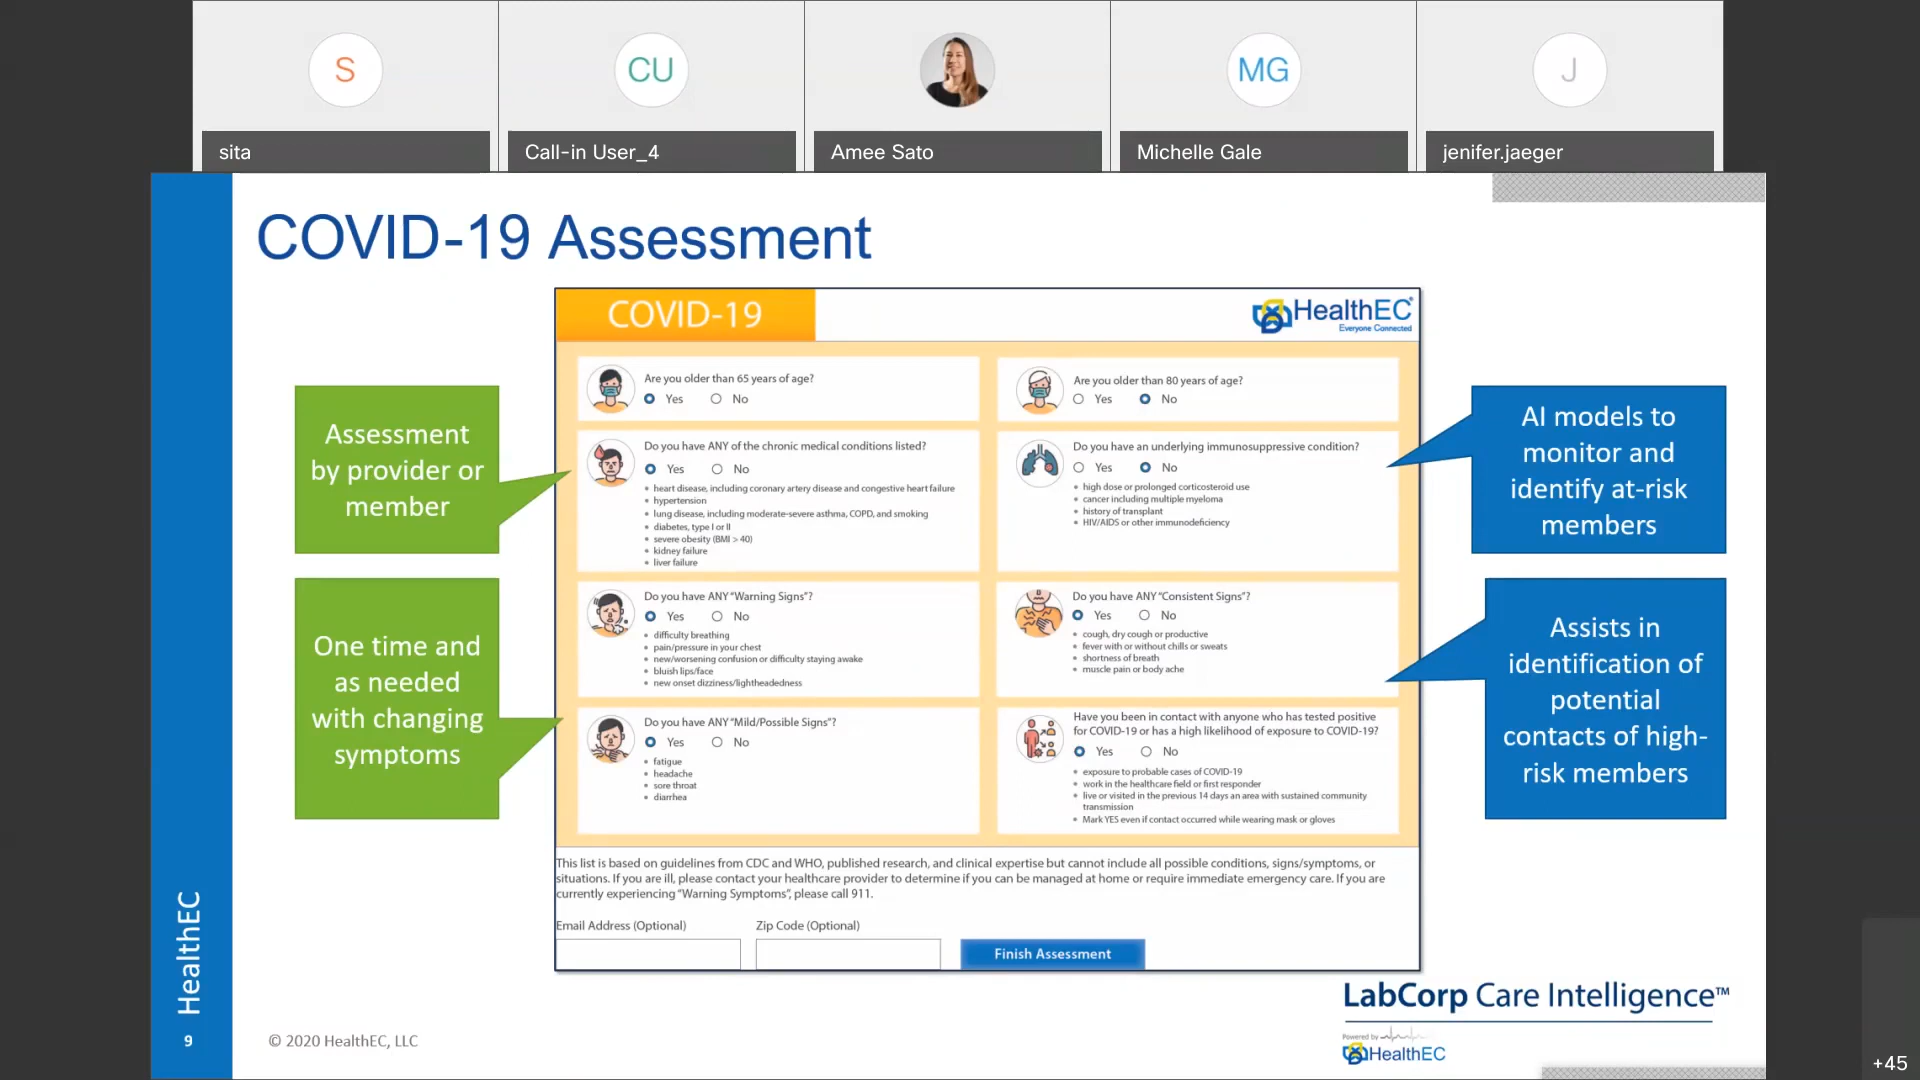 S
CU
MG
J
sita
Call-in User_4
Amee Sato
Michelle Gale
jenifer.jaeger
COVID-19 Assessment
COVID-19
HealthEC®
Everyone Connected
Are you older than 65 years of age?
Yes No
Are you older than 80 years of age?
Yes No
Do you have ANY of the chronic medical conditions listed?
Yes No
• heart disease, including coronary artery disease and congestive heart failure
• hypertension
• lung disease, including moderate-severe asthma, COPD, and smoking
• diabetes, type I or II
• severe obesity (BMI > 40)
• kidney failure
• liver failure
Do you have an underlying immunosuppressive condition?
Yes No
• high dose or prolonged corticosteroid use
• cancer including multiple myeloma
• history of transplant
• HIV/AIDS or other immunodeficiency
Do you have ANY “Warning Signs”?
Yes No
• difficulty breathing
• pain/pressure in your chest
• new/worsening confusion or difficulty staying awake
• bluish lips/face
• new onset dizziness/lightheadedness
Do you have ANY “Consistent Signs”?
Yes No
• cough, dry cough or productive
• fever with or without chills or sweats
• shortness of breath
• muscle pain or body ache
Do you have ANY “Mild/Possible Signs”?
Yes No
• fatigue
• headache
• sore throat
• diarrhea
Have you been in contact with anyone who has tested positive
for COVID-19 or has a high likelihood of exposure to COVID-19?
Yes No
• exposure to probable cases of COVID-19
• work in the healthcare field or first responder
• live or visited in the previous 14 days an area with sustained community
transmission
• Mark YES even if contact occurred while wearing mask or gloves
This list is based on guidelines from CDC and WHO, published research, and clinical expertise but cannot include all possible conditions, signs/symptoms, or
situations. If you are ill, please contact your healthcare provider to determine if you can be managed at home or require immediate emergency care. If you are
currently experiencing “Warning Symptoms”, please call 911.
Email Address (Optional)
Zip Code (Optional)
Finish Assessment
Assessment
by provider or
member
One time and
as needed
with changing
symptoms
AI models to
monitor and
identify at-risk
members
Assists in
identification of
potential
contacts of high-
risk members
HealthEC
9
© 2020 HealthEC, LLC
LabCorp Care Intelligence™
Powered by
HealthEC
+45